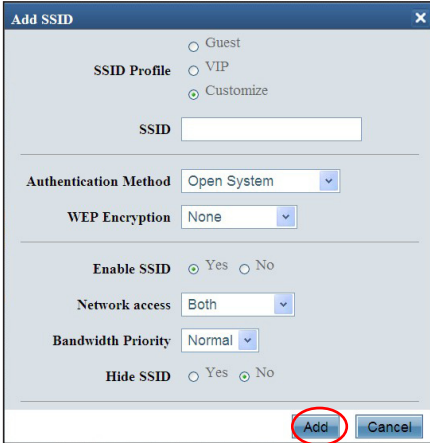 Add SSID
Guest
SSID Profile VIP
Customize
SSID
Authentication Method Open System
WEP Encryption None
Enable SSID Yes No
Network access Both
Bandwidth Priority Normal
Hide SSID Yes No
Add Cancel